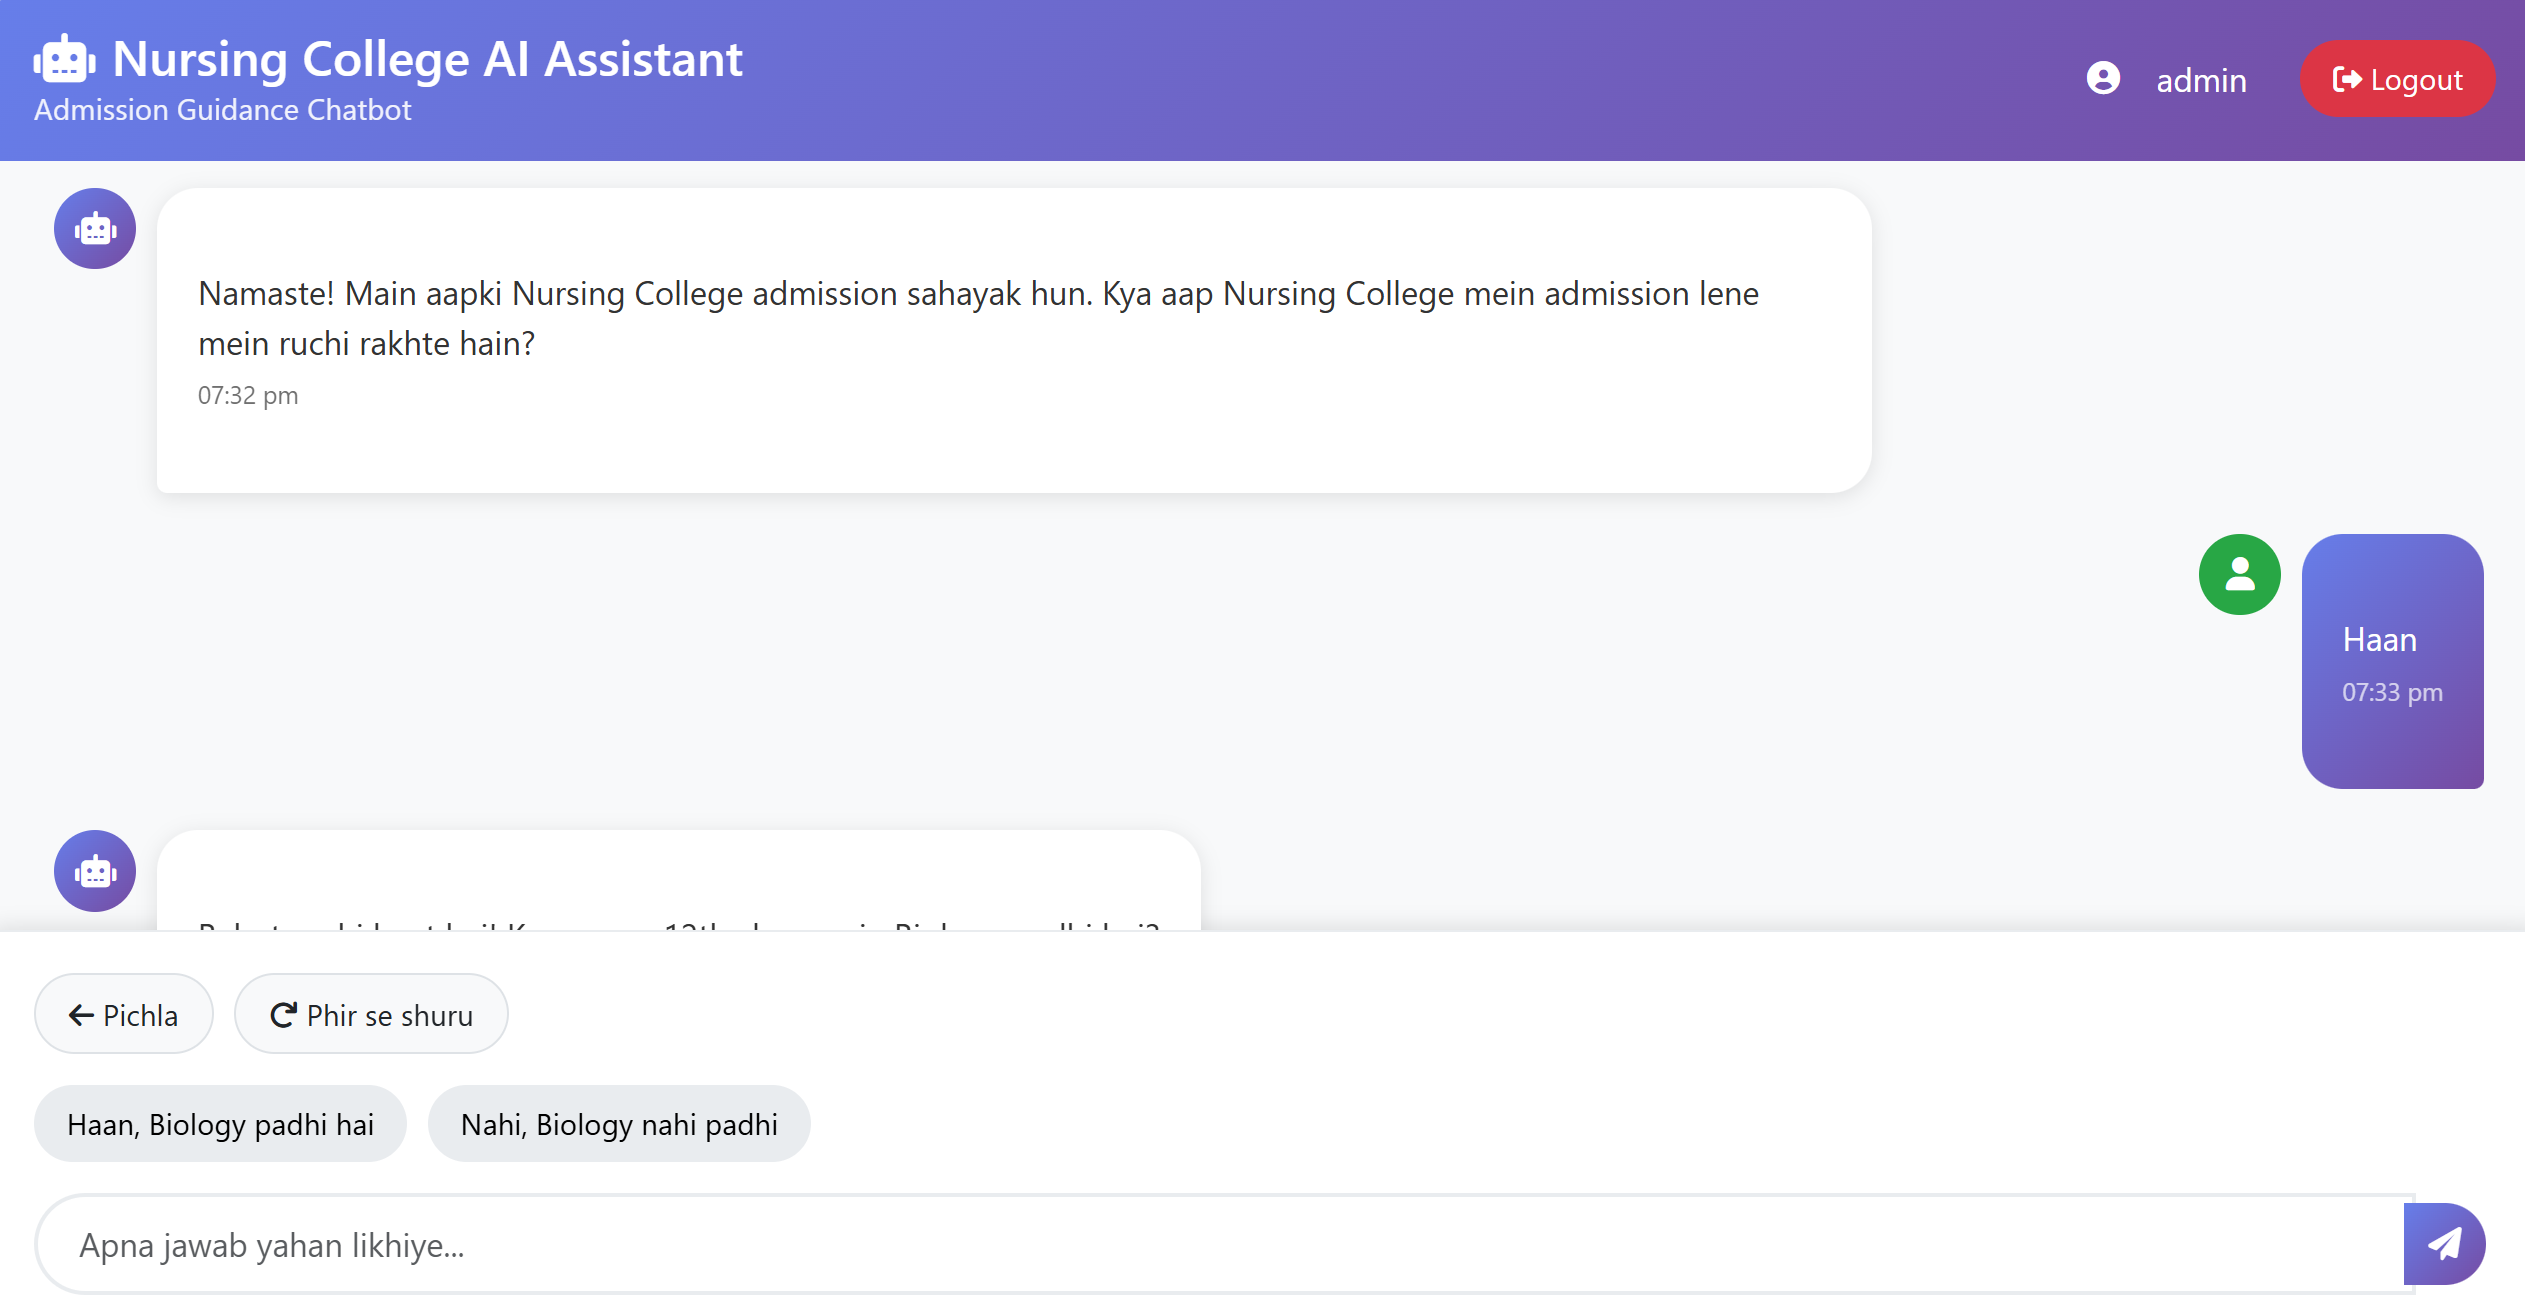 Nursing College AI Assistant
Admission Guidance Chatbot
admin
Logout
Namaste! Main aapki Nursing College admission sahayak hun. Kya aap Nursing College mein admission lene
mein ruchi rakhte hain?
07:32 pm
Haan
07:33 pm
12th Biology
Pichla
Phir se shuru
Haan, Biology padhi hai
Nahi, Biology nahi padhi
Apna jawab yahan likhiye...